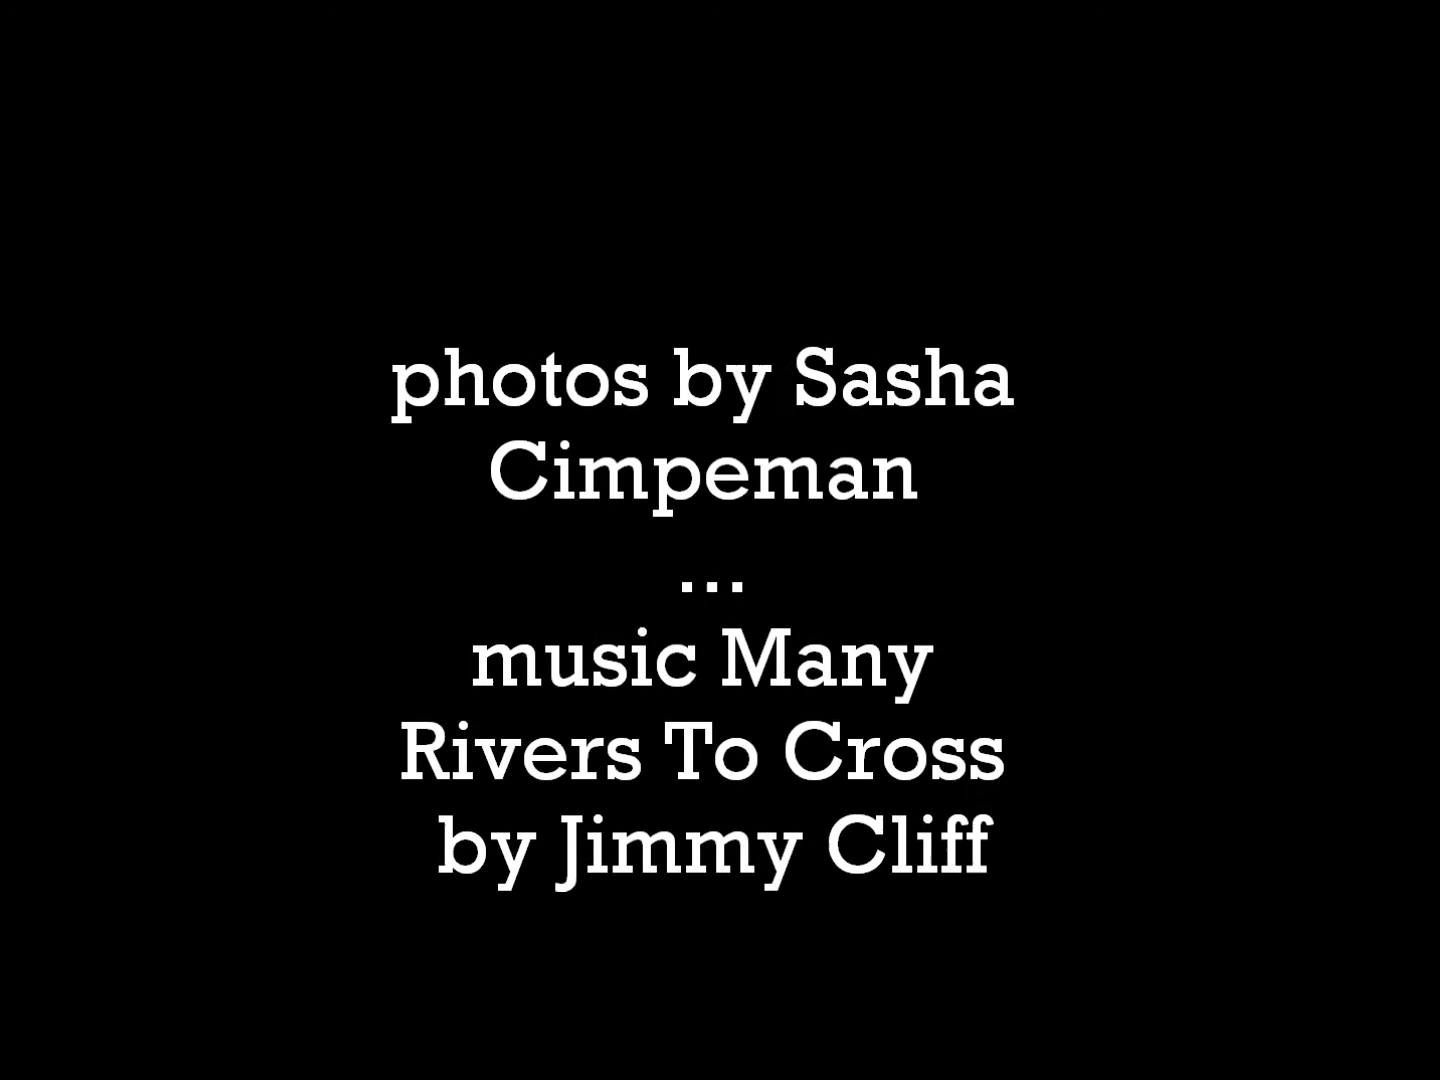 photos by Sasha
Cimpeman
...
music Many
Rivers To Cross
by Jimmy Cliff